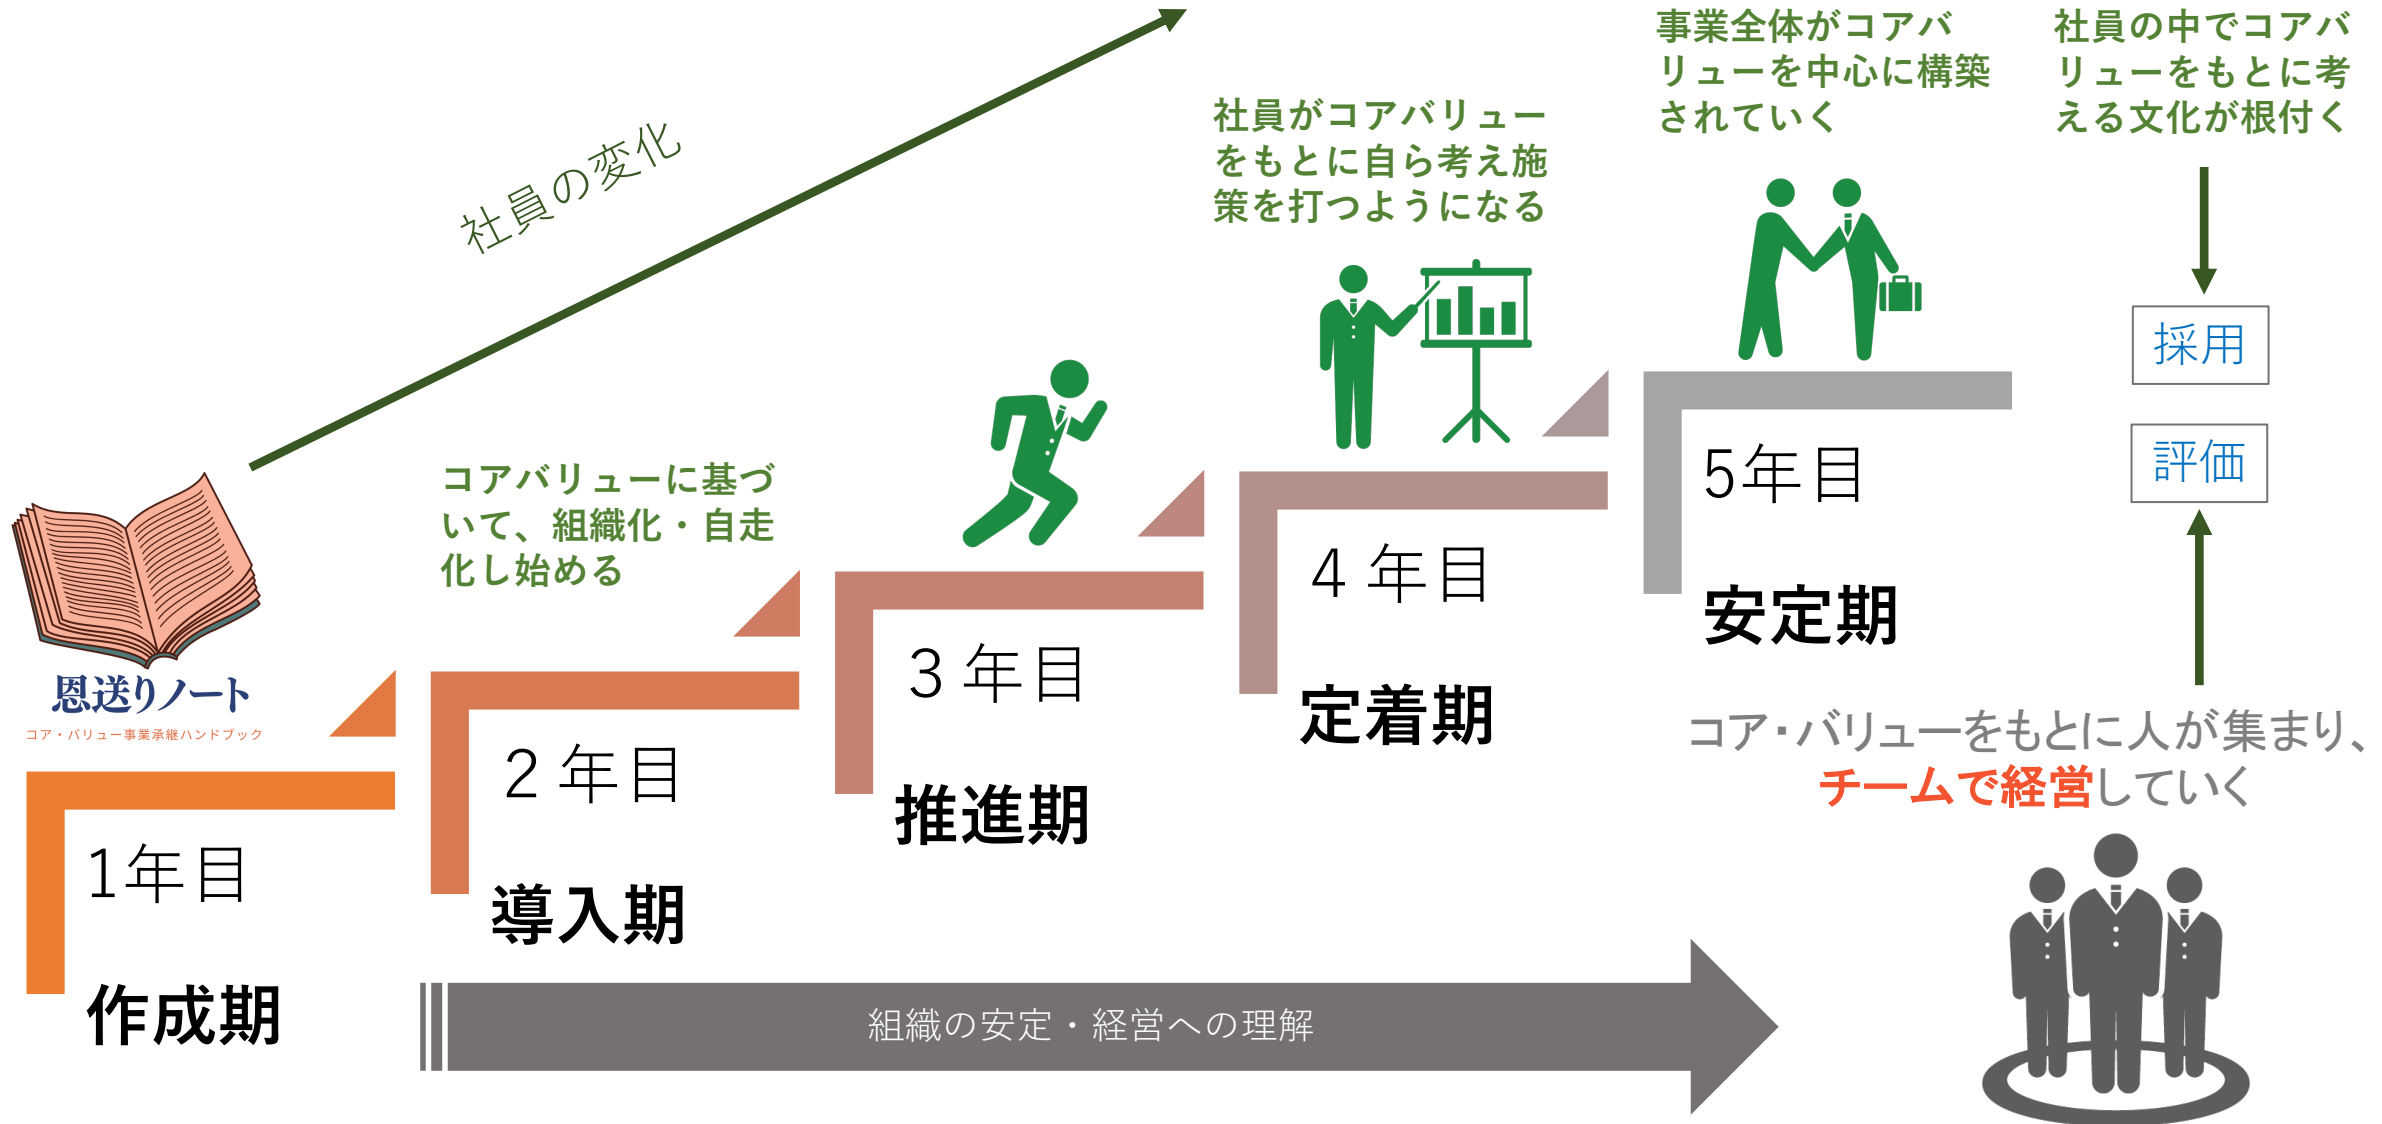 社員の変化
恩送りノート
コア・バリュー事業承継ハンドブック
1年目
作成期
コアバリューに基づ
いて、組織化・自走
化し始める
2年目
導入期
3年目
推進期
社員がコアバリュー
をもとに自ら考え施
策を打つようになる
4年目
定着期
事業全体がコアバ
リューを中心に構築
されていく
5年目
安定期
社員の中でコアバ
リューをもとに考
える文化が根付く
採用
評価
コア・バリューをもとに人が集まり、
チームで経営していく
組織の安定・経営への理解